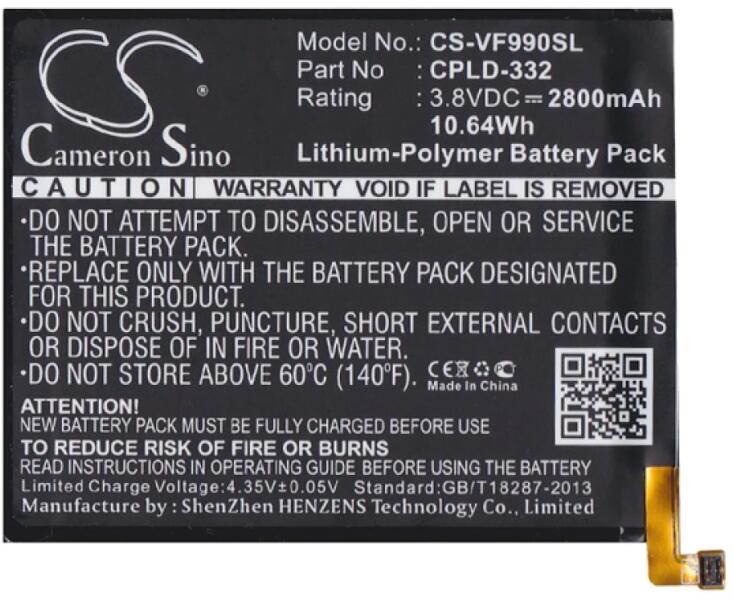 CS ®
Cameron Sino
Model No.: CS-VF990SL
Part No : CPLD-332
Rating : 3.8VDC⎓2800mAh
10.64Wh
Lithium-Polymer Battery Pack
CAUTION WARRANTY VOID IF LABEL IS REMOVED
·DO NOT ATTEMPT TO DISASSEMBLE, OPEN OR SERVICE
THE BATTERY PACK.
·REPLACE ONLY WITH THE BATTERY PACK DESIGNATED
FOR THIS PRODUCT.
·DO NOT CRUSH, PUNCTURE, SHORT EXTERNAL CONTACTS
OR DISPOSE OF IN FIRE OR WATER.
·DO NOT STORE ABOVE 60°C (140°F).
CE
Made In China
ATTENTION!
NEW BATTERY PACK MUST BE FULLY CHARGED BEFORE USE
TO REDUCE RISK OF FIRE OR BURNS
READ INSTRUCTIONS IN OPERATING GUIDE BEFORE USE
Limited Charge Voltage:4.35V±0.05V Standard:GB/T18287-2013
Manufacture by:ShenZhen HENZENS Technology Co., Limited